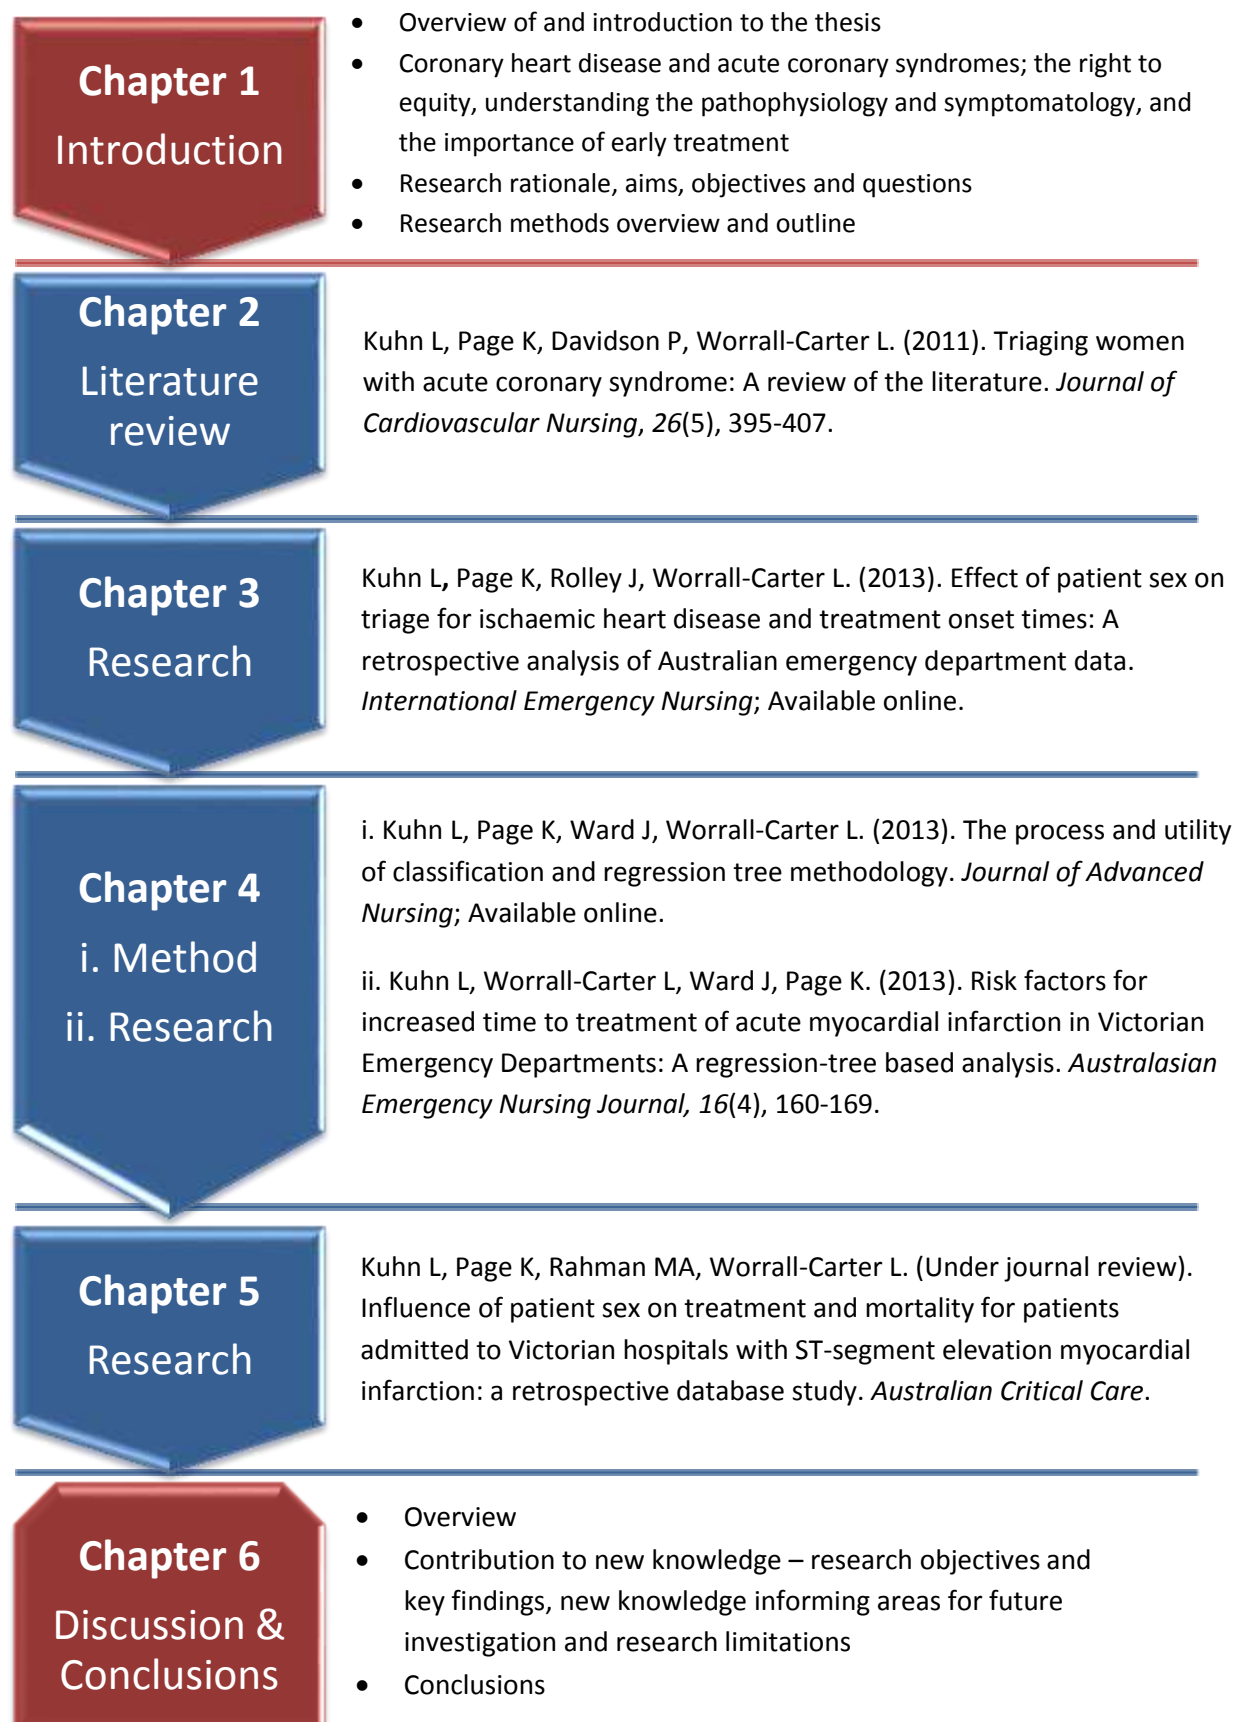 Chapter 1
Introduction
• Overview of and introduction to the thesis
• Coronary heart disease and acute coronary syndromes; the right to
equity, understanding the pathophysiology and symptomatology, and
the importance of early treatment
• Research rationale, aims, objectives and questions
• Research methods overview and outline
Chapter 2
Literature
review
Kuhn L, Page K, Davidson P, Worrall-Carter L. (2011). Triaging women
with acute coronary syndrome: A review of the literature. Journal of
Cardiovascular Nursing, 26(5), 395-407.
Chapter 3
Research
Kuhn L, Page K, Rolley J, Worrall-Carter L. (2013). Effect of patient sex on
triage for ischaemic heart disease and treatment onset times: A
retrospective analysis of Australian emergency department data.
International Emergency Nursing; Available online.
Chapter 4
i. Method
ii. Research
i. Kuhn L, Page K, Ward J, Worrall-Carter L. (2013). The process and utility
of classification and regression tree methodology. Journal of Advanced
Nursing; Available online.
ii. Kuhn L, Worrall-Carter L, Ward J, Page K. (2013). Risk factors for
increased time to treatment of acute myocardial infarction in Victorian
Emergency Departments: A regression-tree based analysis. Australasian
Emergency Nursing Journal, 16(4), 160-169.
Chapter 5
Research
Kuhn L, Page K, Rahman MA, Worrall-Carter L. (Under journal review).
Influence of patient sex on treatment and mortality for patients
admitted to Victorian hospitals with ST-segment elevation myocardial
infarction: a retrospective database study. Australian Critical Care.
Chapter 6
Discussion &
Conclusions
• Overview
• Contribution to new knowledge – research objectives and
key findings, new knowledge informing areas for future
investigation and research limitations
• Conclusions